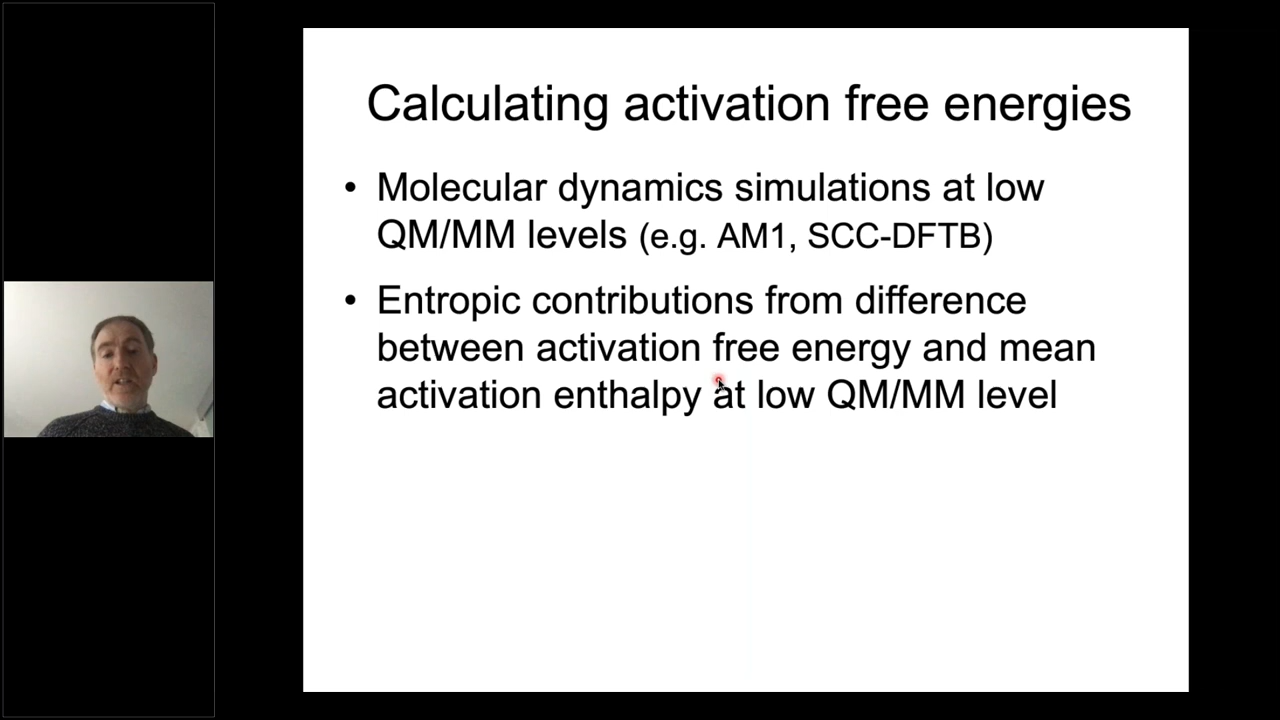 Calculating activation free energies
• Molecular dynamics simulations at low
QM/MM levels (e.g. AM1, SCC-DFTB)
• Entropic contributions from difference
between activation free energy and mean
activation enthalpy at low QM/MM level